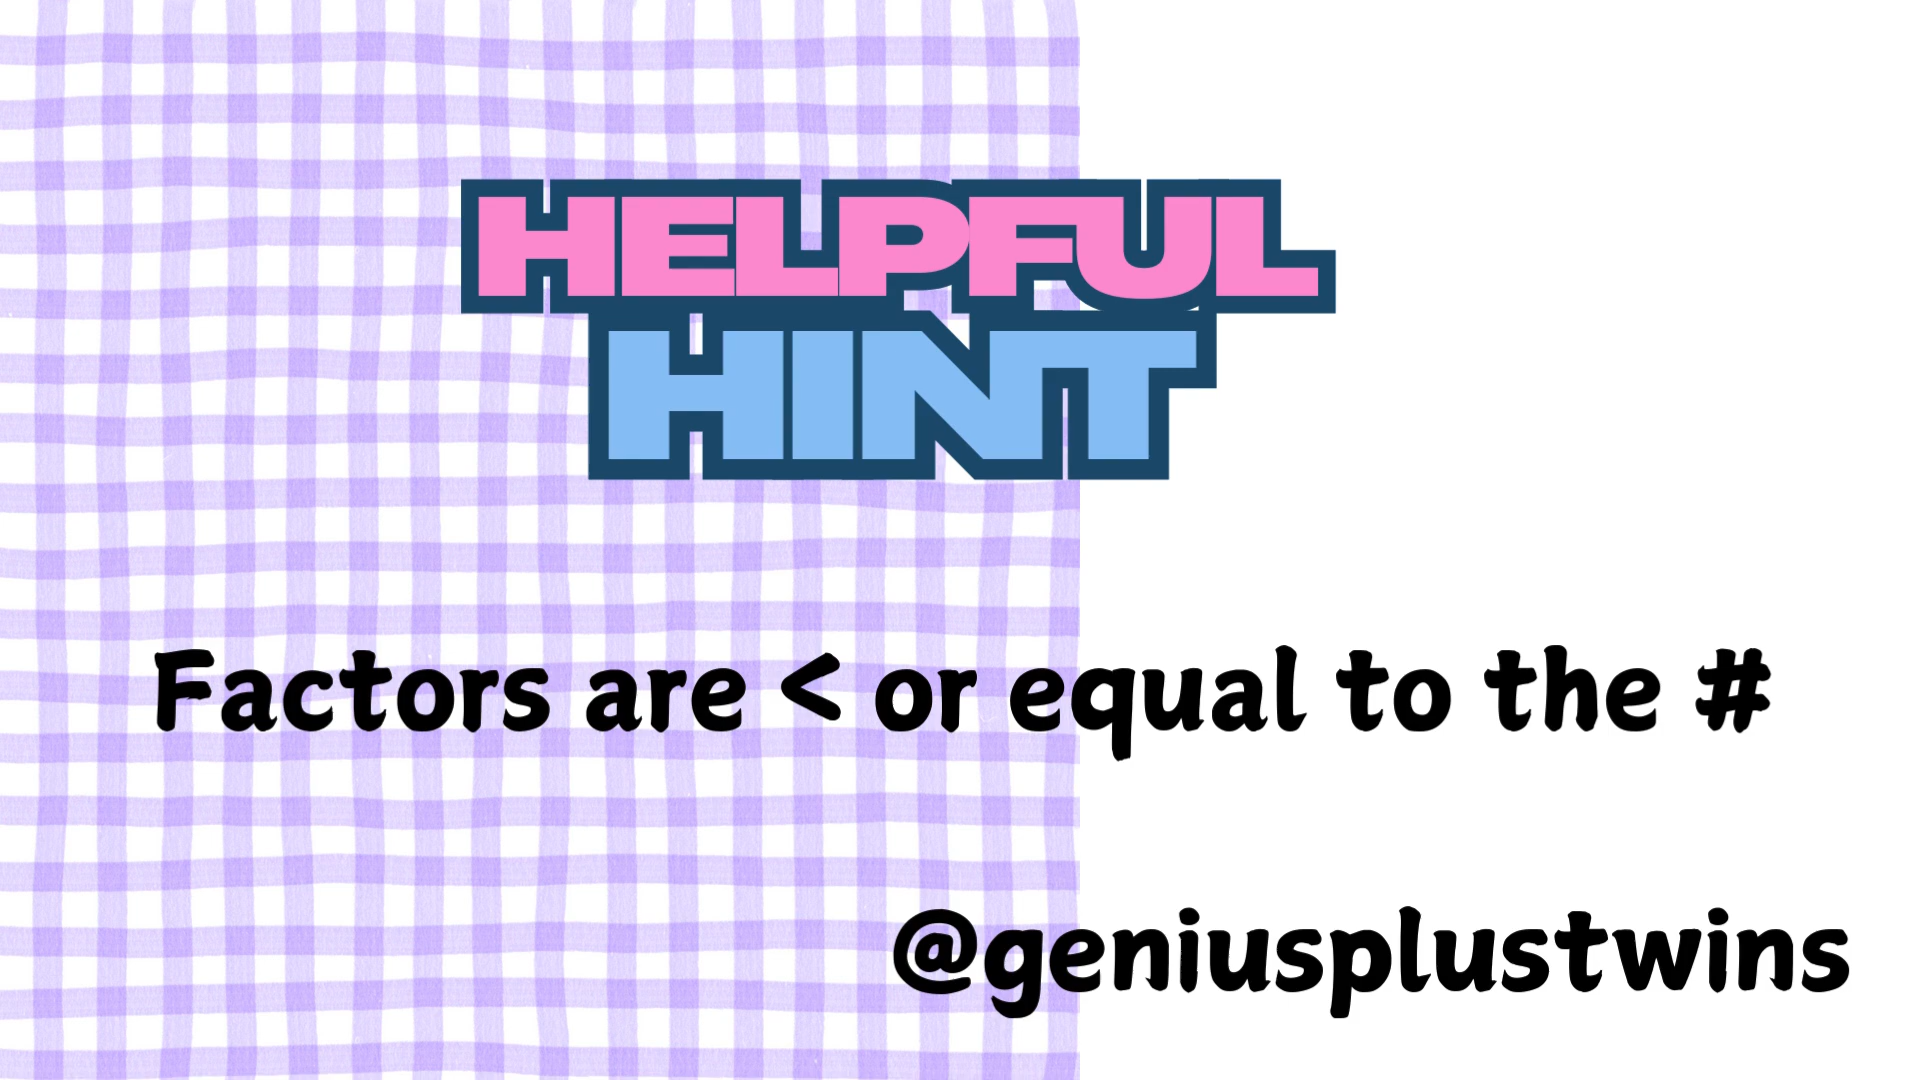 HELPFUL
HINT
Factors are < or equal to the #
@geniusplustwins